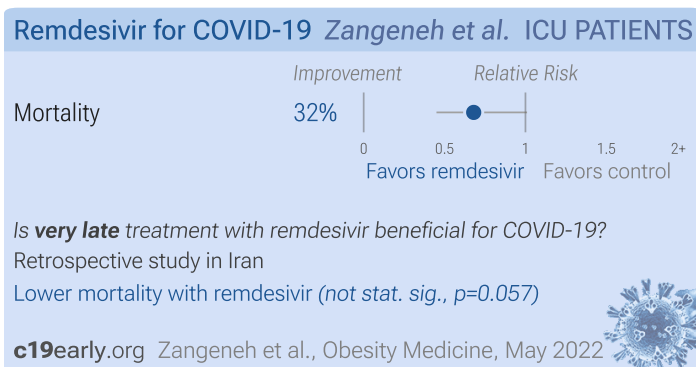 Remdesivir for COVID-19 Zangeneh et al. ICU PATIENTS
Improvement Relative Risk
Mortality 32%
0 0.5 1 1.5 2+
Favors remdesivir Favors control
Is very late treatment with remdesivir beneficial for COVID-19?
Retrospective study in Iran
Lower mortality with remdesivir (not stat. sig., p=0.057)
c19early.org Zangeneh et al., Obesity Medicine, May 2022